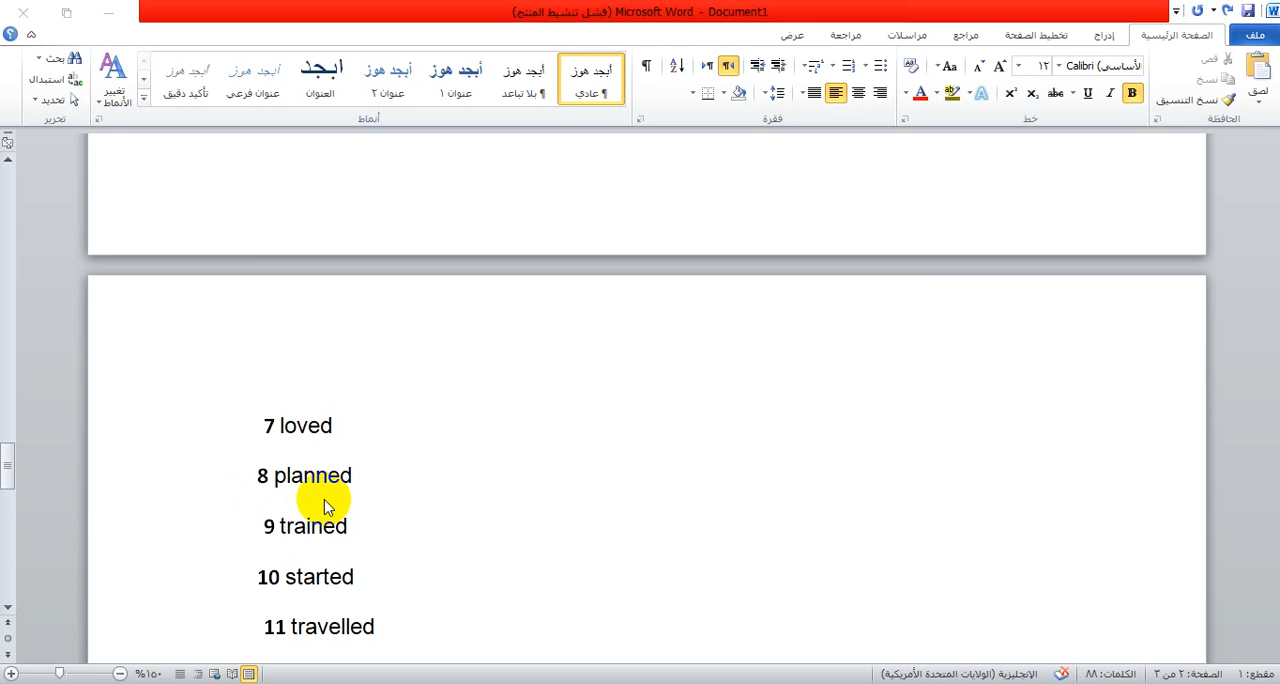 Document1 - Microsoft Word (فشل تنشيط المنتج)
ملف الصفحة الرئيسية إدراج تخطيط الصفحة مراجع مراسلات مراجعة عرض
لصق قص نسخ نسخ التنسيق
الحافظة
Calibri (الأساسي) ١٢
خط
فقرة
أبجد هوز أبجد هوز أبجد هوز أبجد هوز أبجد أبجد هوز أبجد هوز
عادي بلا تباعد عنوان ١ عنوان ٢ العنوان عنوان فرعي تأكيد دقيق
أنماط
تغيير الأنماط
بحث
استبدال
تحديد
تحرير
7 loved
8 planned
9 trained
10 started
11 travelled
مقطع: ١ الصفحة: ٢ من ٣ الكلمات: ٨٨ الإنجليزية (الولايات المتحدة الأمريكية) ١٥٠%